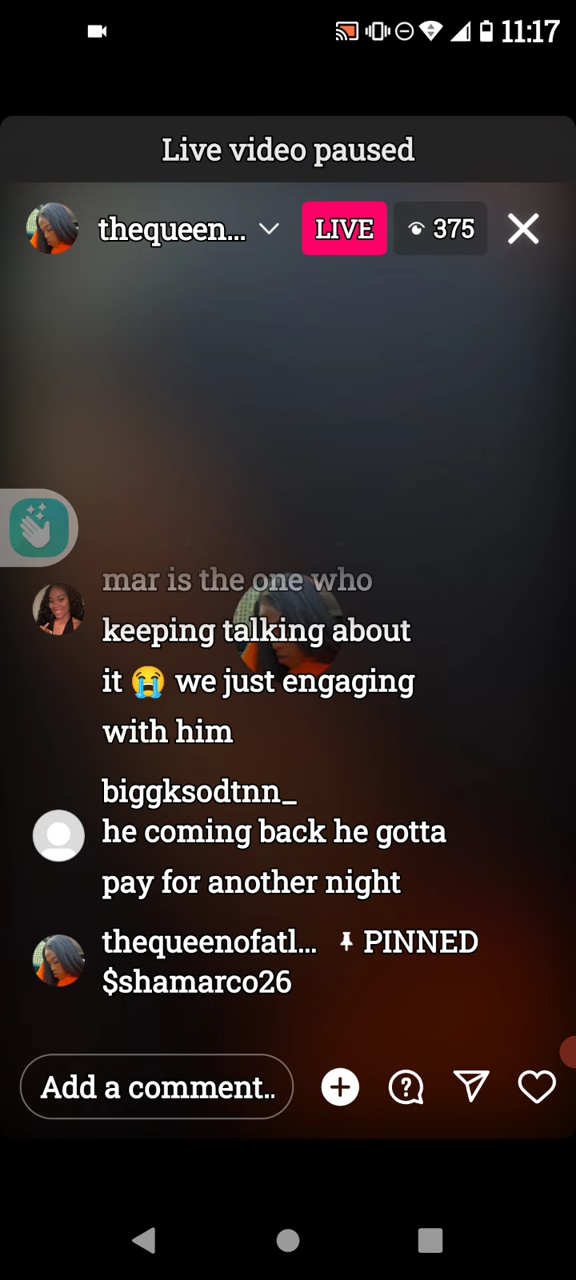 11:17
Live video paused
thequeen...
LIVE
375
mar is the one who
keeping talking about
it 😭 we just engaging
with him
biggksodtnn_
he coming back he gotta
pay for another night
thequeenofatl... PINNED
$shamarco26
Add a comment..